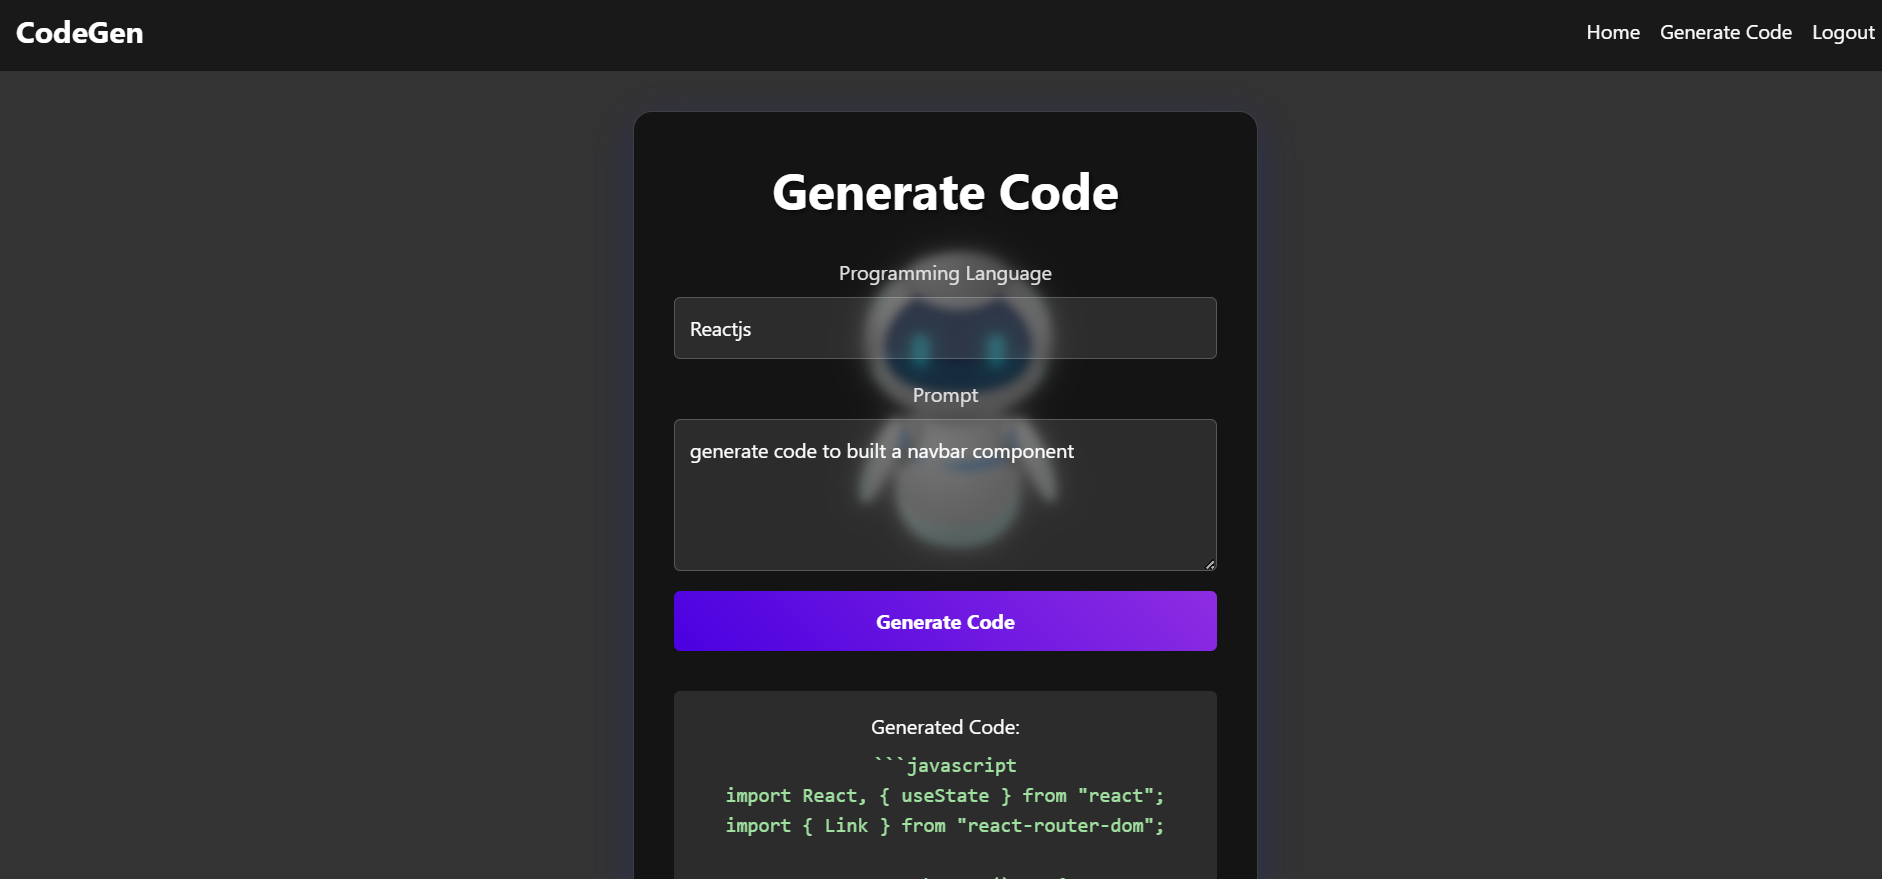 CodeGen
Home Generate Code Logout
Generate Code
Programming Language
Reactjs
Prompt
generate code to built a navbar component
Generate Code
Generated Code:
```javascript
import React, { useState } from "react";
import { Link } from "react-router-dom";